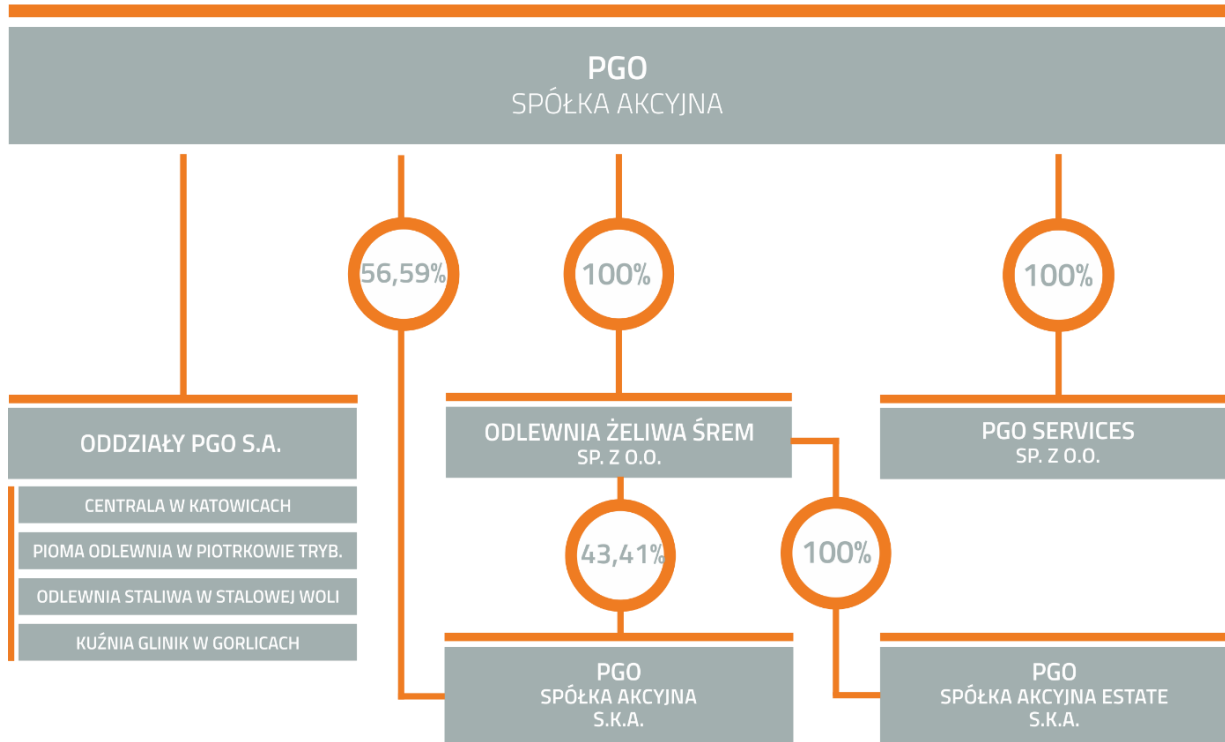 PGO
SPÓŁKA AKCYJNA
56,59%
100%
100%
ODDZIAŁY PGO S.A.
CENTRALA W KATOWICACH
PIOMA ODLEWNIA W PIOTRKOWIE TRYB.
ODLEWNIA STALIWA W STALOWEJ WOLI
KUŹNIA GLINIK W GORLICACH
ODLEWNIA ŻELIWA ŚREM
SP. Z O.O.
PGO SERVICES
SP. Z O.O.
43,41%
100%
PGO
SPÓŁKA AKCYJNA
S.K.A.
PGO
SPÓŁKA AKCYJNA ESTATE
S.K.A.